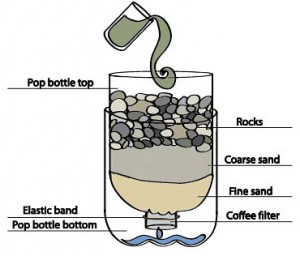 Pop bottle top
Rocks
Coarse sand
Fine sand
Elastic band
Coffee filter
Pop bottle bottom